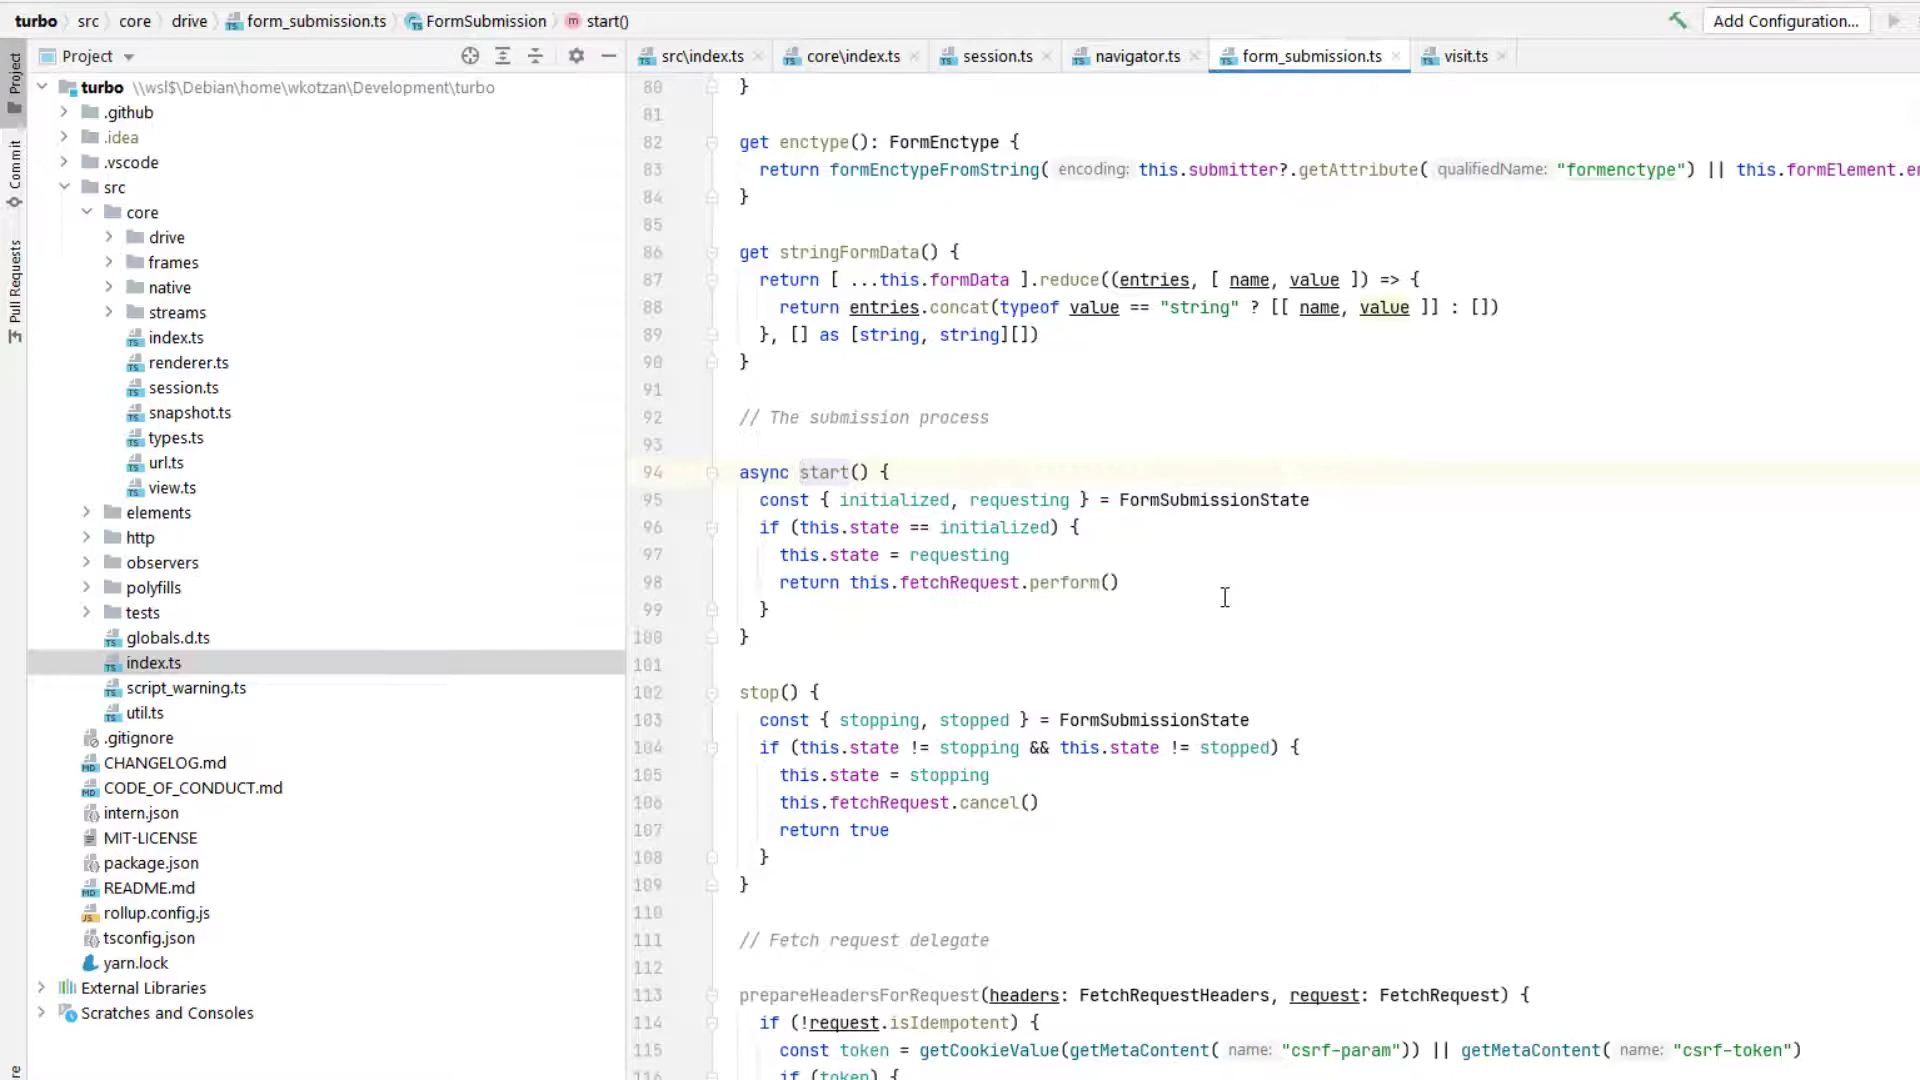 turbo src core drive form_submission.ts FormSubmission start()
Add Configuration...
Project
Commit
Pull Requests
Project
turbo \\wsl$\Debian\home\wkotzan\Development\turbo
.github
.idea
.vscode
src
core
drive
frames
native
streams
index.ts
renderer.ts
session.ts
snapshot.ts
types.ts
url.ts
view.ts
elements
http
observers
polyfills
tests
globals.d.ts
index.ts
script_warning.ts
util.ts
.gitignore
CHANGELOG.md
CODE_OF_CONDUCT.md
intern.json
MIT-LICENSE
package.json
README.md
rollup.config.js
tsconfig.json
yarn.lock
External Libraries
Scratches and Consoles
src\index.ts core\index.ts session.ts navigator.ts form_submission.ts visit.ts
80 }
81
82 get enctype(): FormEnctype {
83 return formEnctypeFromString( encoding: this.submitter?.getAttribute( qualifiedName: "formenctype") || this.formElement.en
84 }
85
86 get stringFormData() {
87 return [ ...this.formData ].reduce((entries, [ name, value ]) => {
88 return entries.concat(typeof value == "string" ? [[ name, value ]] : [])
89 }, [] as [string, string][])
90 }
91
92 // The submission process
93
94 async start() {
95 const { initialized, requesting } = FormSubmissionState
96 if (this.state == initialized) {
97 this.state = requesting
98 return this.fetchRequest.perform()
99 }
100 }
101
102 stop() {
103 const { stopping, stopped } = FormSubmissionState
104 if (this.state != stopping && this.state != stopped) {
105 this.state = stopping
106 this.fetchRequest.cancel()
107 return true
108 }
109 }
110
111 // Fetch request delegate
112
113 prepareHeadersForRequest(headers: FetchRequestHeaders, request: FetchRequest) {
114 if (!request.isIdempotent) {
115 const token = getCookieValue(getMetaContent( name: "csrf-param")) || getMetaContent( name: "csrf-token")
116 if (token) {